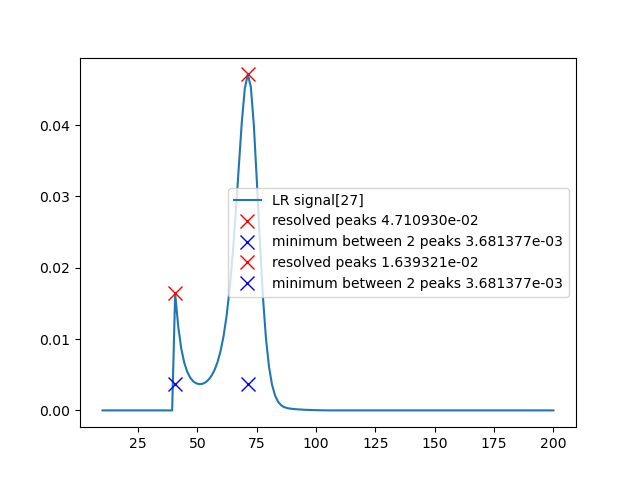 0.04
0.03
0.02
0.01
0.00
LR signal[27]
resolved peaks 4.710930e-02
minimum between 2 peaks 3.681377e-03
resolved peaks 1.639321e-02
minimum between 2 peaks 3.681377e-03
25 50 75 100 125 150 175 200